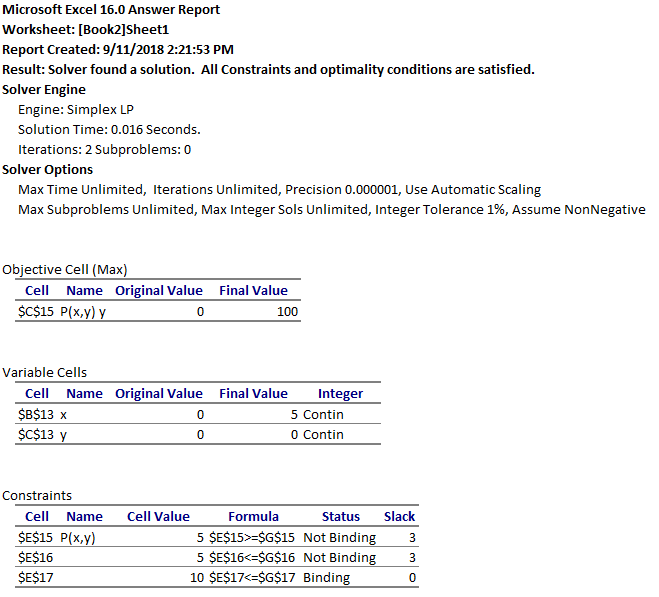 Microsoft Excel 16.0 Answer Report
Worksheet: [Book2]Sheet1
Report Created: 9/11/2018 2:21:53 PM
Result: Solver found a solution.  All Constraints and optimality conditions are satisfied.
Solver Engine
Engine: Simplex LP
Solution Time: 0.016 Seconds.
Iterations: 2 Subproblems: 0
Solver Options
Max Time Unlimited,  Iterations Unlimited, Precision 0.000001, Use Automatic Scaling
Max Subproblems Unlimited, Max Integer Sols Unlimited, Integer Tolerance 1%, Assume NonNegative
Objective Cell (Max)
Cell Name Original Value Final Value
$C$15 P(x,y) y 0 100
Variable Cells
Cell Name Original Value Final Value Integer
$B$13 x 0 5 Contin
$C$13 y 0 0 Contin
Constraints
Cell Name Cell Value Formula Status Slack
$E$15 P(x,y) 5 $E$15>=$G$15 Not Binding 3
$E$16 5 $E$16<=$G$16 Not Binding 3
$E$17 10 $E$17<=$G$17 Binding 0